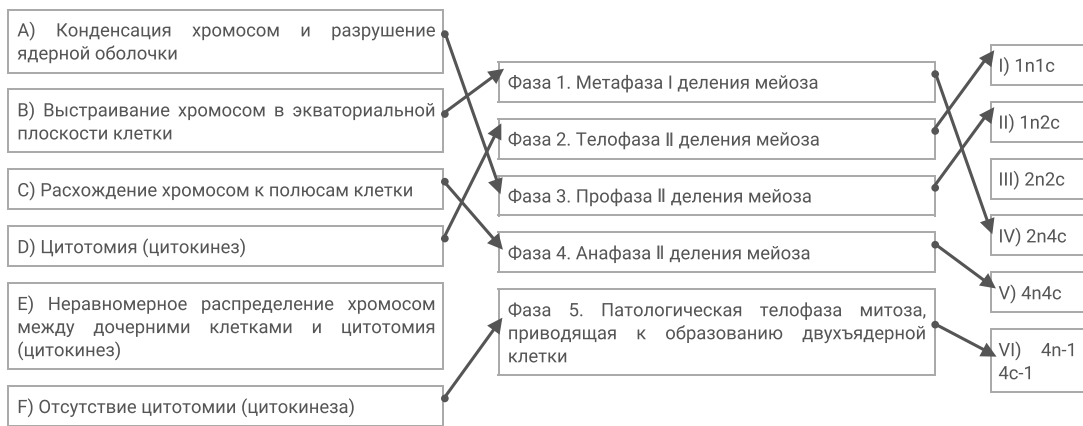 А) Конденсация хромосом и разрушение
ядерной оболочки
В) Выстраивание хромосом в экваториальной
плоскости клетки
С) Расхождение хромосом к полюсам клетки
D) Цитотомия (цитокинез)
Е) Неравномерное распределение хромосом
между дочерними клетками и цитотомия
(цитокинез)
F) Отсутствие цитотомии (цитокинеза)
Фаза 1. Метафаза I деления мейоза
Фаза 2. Телофаза II деления мейоза
Фаза 3. Профаза II деления мейоза
Фаза 4. Анафаза II деления мейоза
Фаза 5. Патологическая телофаза митоза,
приводящая к образованию двухъядерной
клетки
I) 1n1c
II) 1n2c
III) 2n2c
IV) 2n4c
V) 4n4c
VI) 4n-1
4c-1